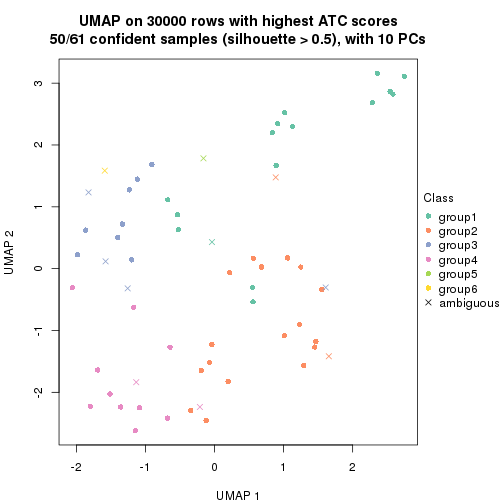 UMAP on 30000 rows with highest ATC scores
50/61 confident samples (silhouette > 0.5), with 10 PCs
3
2
1
0
-1
-2
UMAP 2
-2
-1
0
1
2
UMAP 1
Class
group1
group2
group3
group4
group5
group6
ambiguous